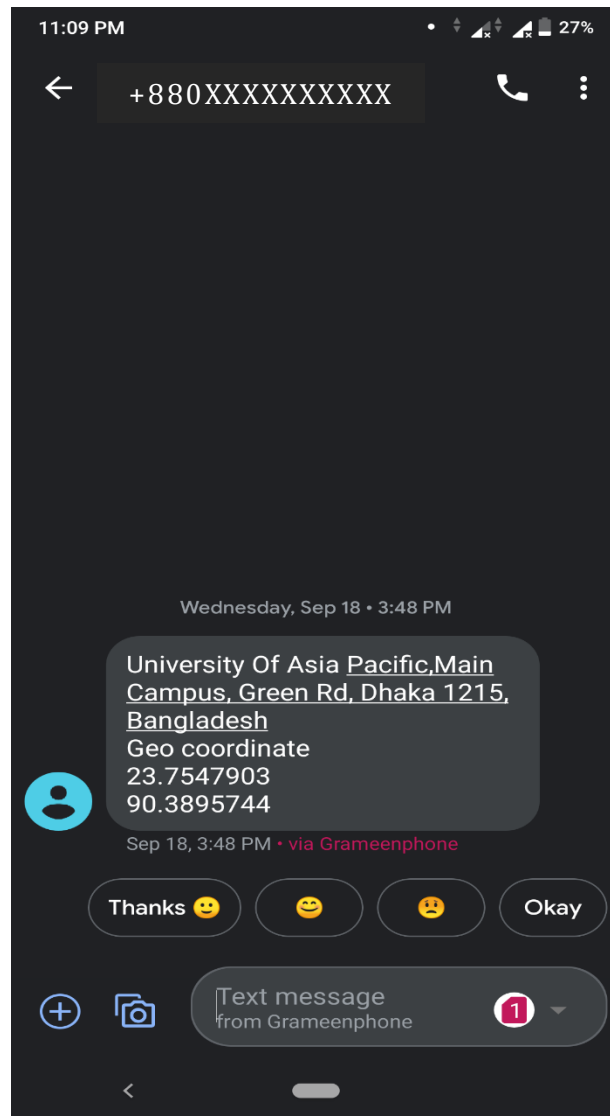 11:09 PM
27%
+880XXXXXXXXXX
Wednesday, Sep 18 • 3:48 PM
University Of Asia Pacific,Main
Campus, Green Rd, Dhaka 1215,
Bangladesh
Geo coordinate
23.7547903
90.3895744
Sep 18, 3:48 PM • via Grameenphone
Thanks 🙂 😊 😟 Okay
Text message
from Grameenphone
1